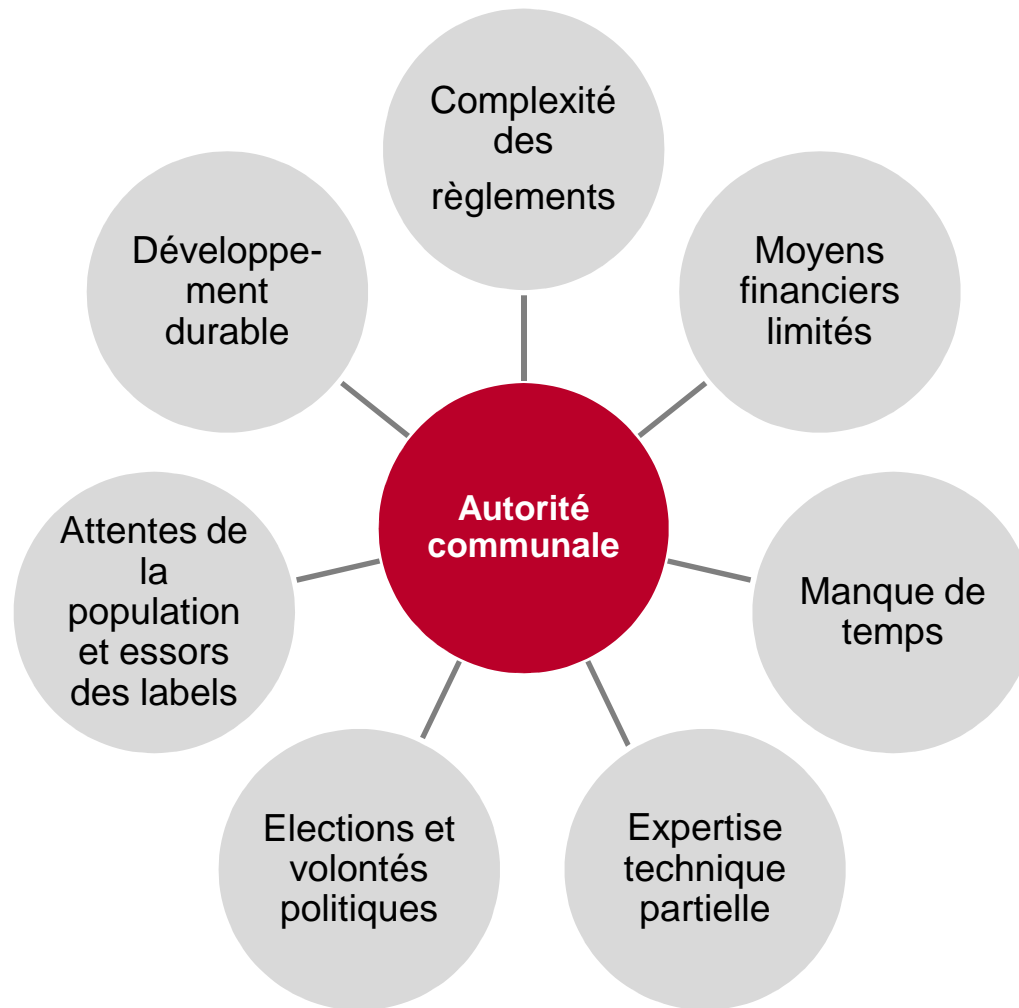 Complexité
des
règlements
Moyens
financiers
limités
Manque de
temps
Expertise
technique
partielle
Elections et
volontés
politiques
Attentes de
la
population
et essors
des labels
Développe-
ment
durable
Autorité
communale